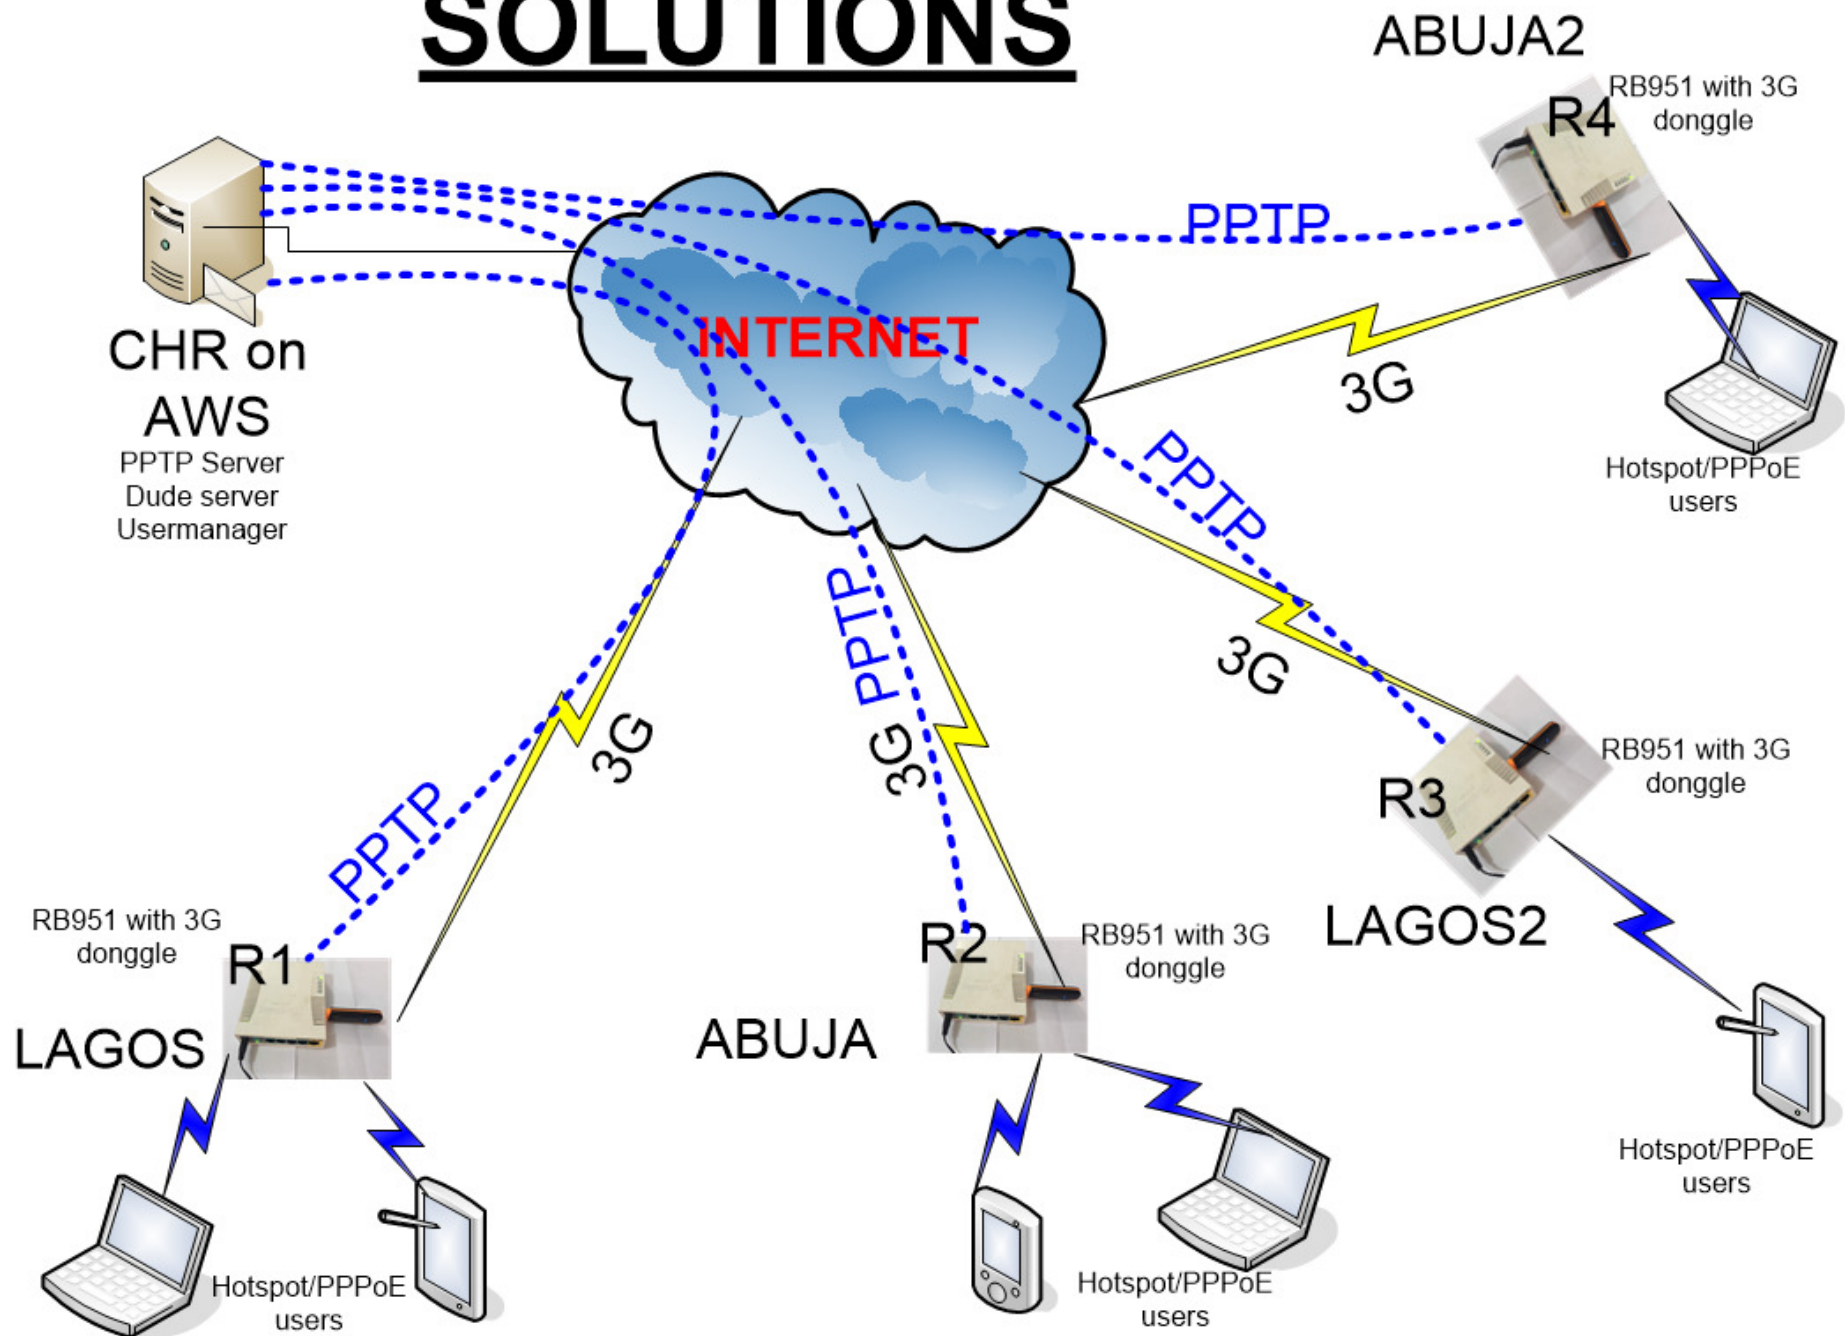 SOLUTIONS
ABUJA2
RB951 with 3G
donggle
R4
PPTP
INTERNET
3G
CHR on
AWS
PPTP Server
Dude server
Usermanager
Hotspot/PPPoE
users
PPTP
3G
PPTP
3G
3G
PPTP
RB951 with 3G
donggle
R3
LAGOS2
RB951 with 3G
donggle
R1
LAGOS
R2
RB951 with 3G
donggle
ABUJA
Hotspot/PPPoE
users
Hotspot/PPPoE
users
Hotspot/PPPoE
users